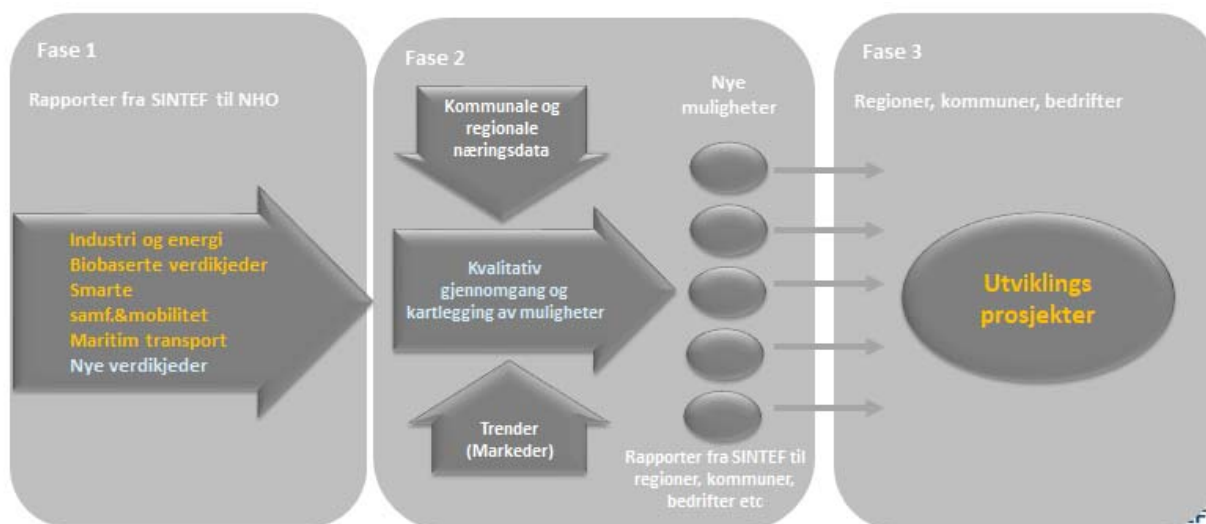 Fase 1
Rapporter fra SINTEF til NHO
Industri og energi
Biobaserte verdikjeder
Smarte
samf.&mobilitet
Maritim transport
Nye verdikjeder
Fase 2
Kommunale og
regionale
næringsdata
Kvalitativ
gjennomgang og
kartlegging av muligheter
Trender
(Markeder)
Nye
muligheter
Rapporter fra SINTEF til
regioner, kommuner,
bedrifter etc
Fase 3
Regioner, kommuner, bedrifter
Utviklings
prosjekter